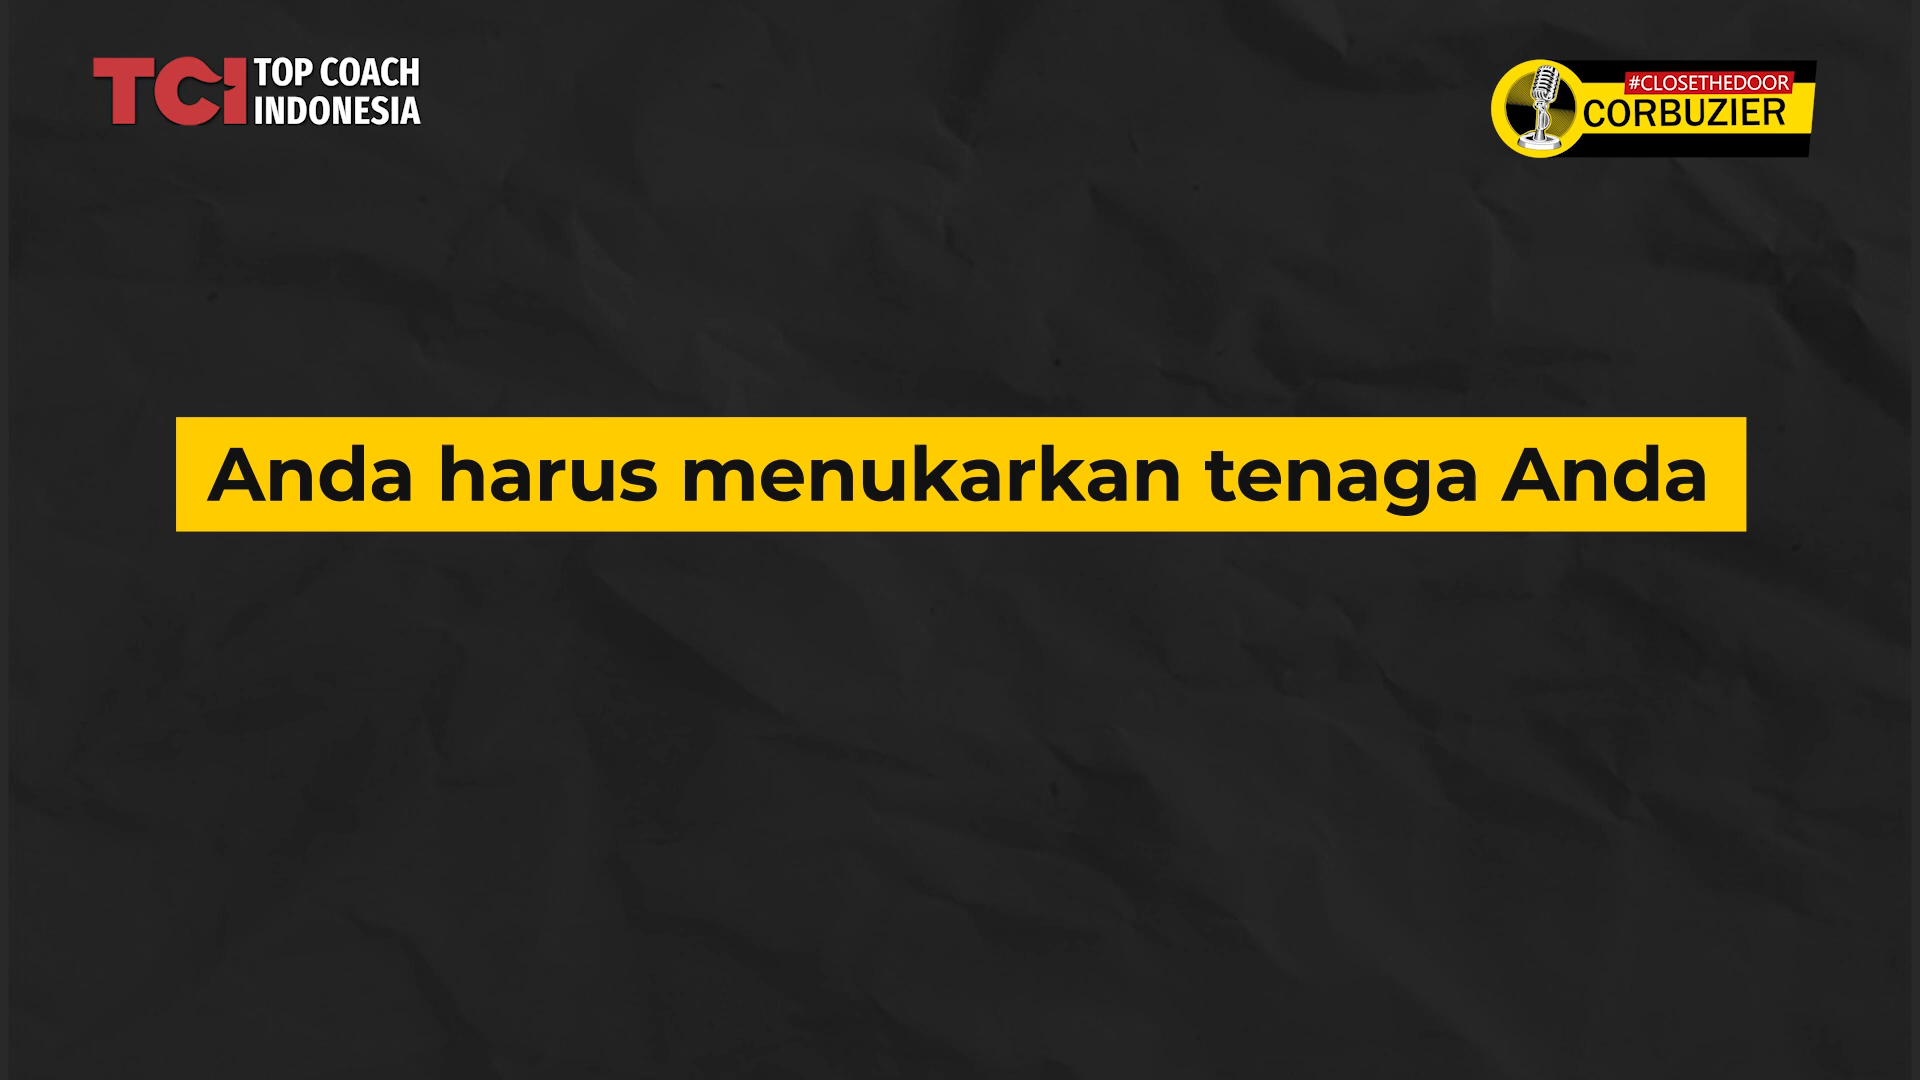 TCI TOP COACH
INDONESIA
#CLOSETHEDOOR
CORBUZIER
Anda harus menukarkan tenaga Anda